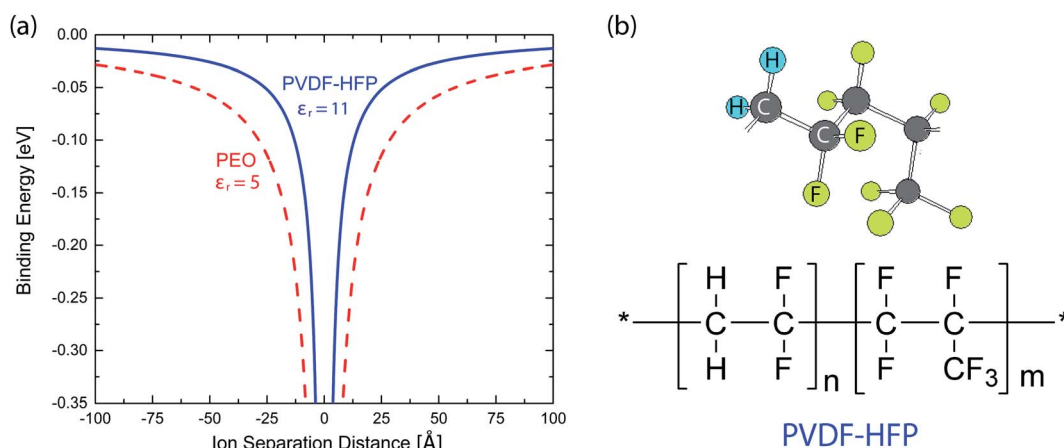 (a)
0.00
-0.05
-0.10
-0.15
-0.20
-0.25
-0.30
-0.35
Binding Energy [eV]
PVDF-HFP
εr = 11
PEO
εr = 5
-100 -75 -50 -25 0 25 50 75 100
Ion Separation Distance [Å]
(b)
H
H C
C F
F
H F F F
* C C C C *
H F n F CF3 m
PVDF-HFP